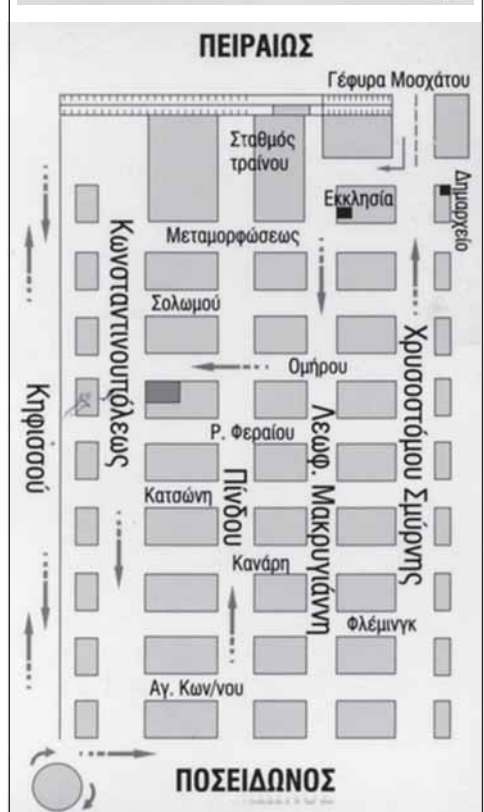 ΠΕΙΡΑΙΩΣ
Γέφυρα Μοσχάτου
Σταθμός
τραίνου
Εκκλησία
Δημαρχείο
Μεταμορφώσεως
Κωνσταντινουπόλεως
Σολωμού
Χρυσοστόμου Σμύρνης
Ομήρου
Κηφισσού
Λεωφ. Μακρυγιάννη
Ρ. Φεραίου
Πίνδου
Κατσώνη
Κανάρη
Φλέμινγκ
Αγ. Κων/νου
ΠΟΣΕΙΔΩΝΟΣ